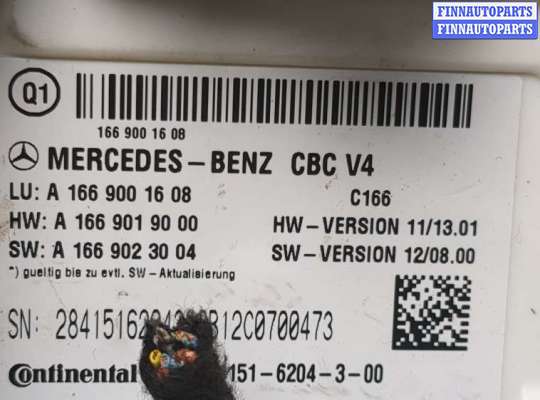 FINNAUTOPARTS
FINNAUTOPARTS
Q1
166 900 16 08
MERCEDES-BENZ CBC V4
LU: A 166 900 16 08 C166
HW: A 166 901 90 00 HW-VERSION 11/13.01
SW: A 166 902 30 04 SW-VERSION 12/08.00
*) gueltig bis zu evtl. SW-Aktualisierung
SN:
Continental 151-6204-3-00